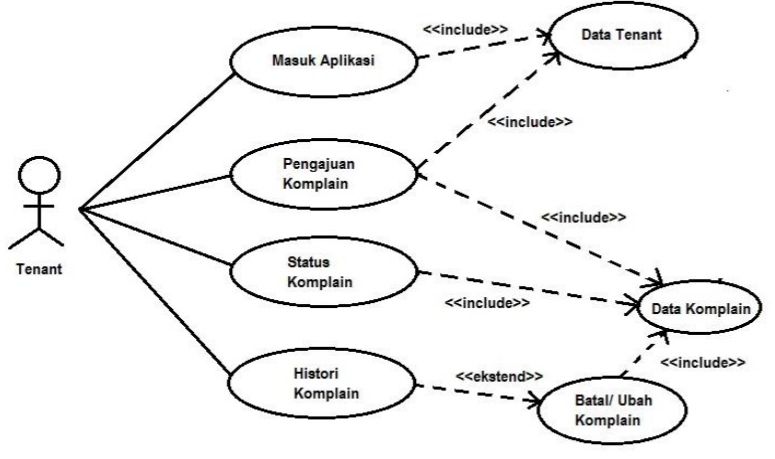 <<include>>
Data Tenant
Masuk Aplikasi
<<include>>
Pengajuan
Komplain
<<include>>
Tenant
Status
Komplain
<<include>>
Data Komplain
<<include>>
Histori
Komplain
<<ekstend>>
Batal/ Ubah
Komplain